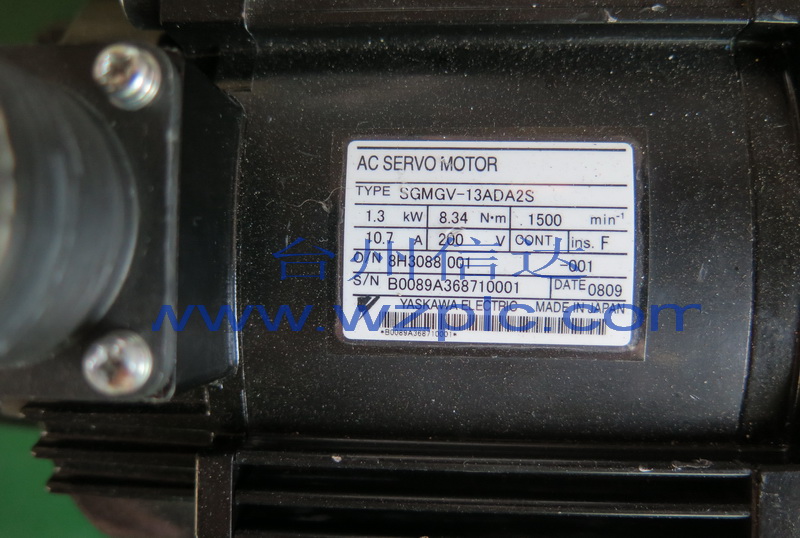 AC SERVO MOTOR
TYPE SGMGV-13ADA2S
1.3 kW 8.34 N·m 1500 min-1
10.7 A 200 V CONT. ins. F
O/N 8H3088 001 -001
S/N B0089A368710001 DATE 0809
YASKAWA ELECTRIC MADE IN JAPAN
*B0089A368710001*
台州信达
www.wzplc.com